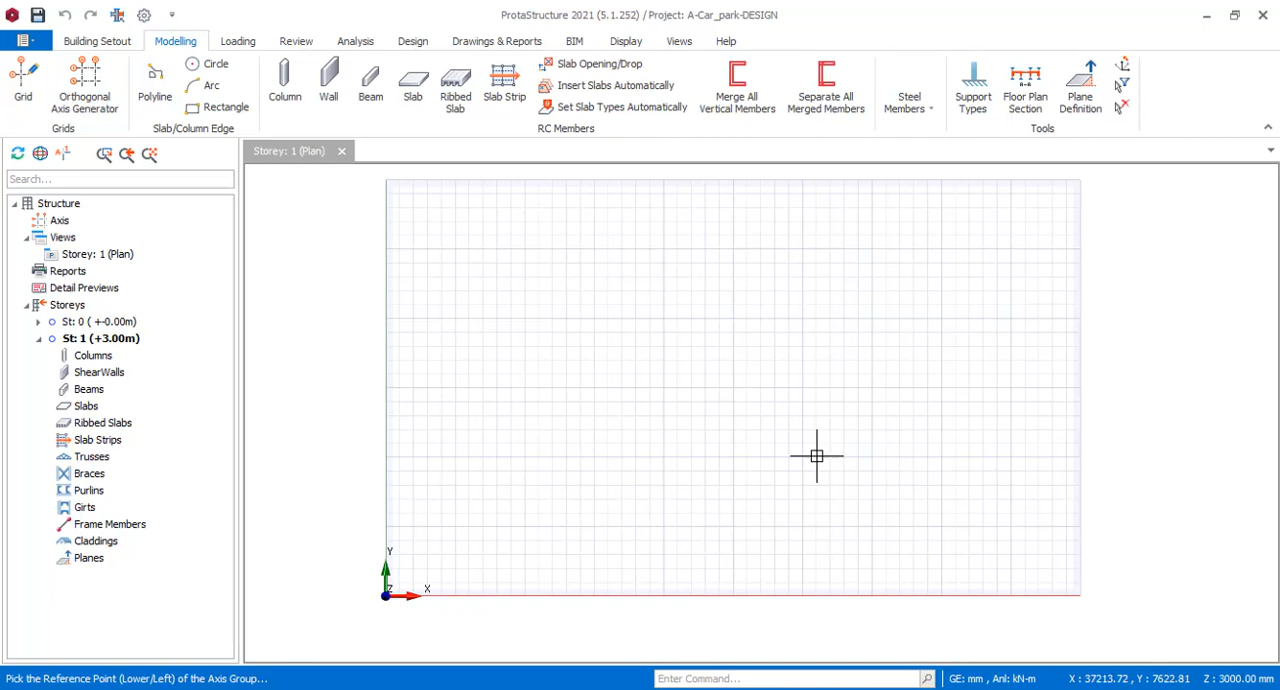 ProtaStructure 2021 (5.1.252) / Project: A-Car_park-DESIGN
Building Setout Modelling Loading Review Analysis Design Drawings & Reports BIM Display Views Help
Grid
Orthogonal
Axis Generator
Grids
Polyline
Circle
Arc
Rectangle
Slab/Column Edge
Column
Wall
Beam
Slab
Ribbed
Slab
Slab Strip
Slab Opening/Drop
Insert Slabs Automatically
Set Slab Types Automatically
Merge All
Vertical Members
Separate All
Merged Members
RC Members
Steel
Members
Support
Types
Floor Plan
Section
Plane
Definition
Tools
Search...
Structure
Axis
Views
Storey: 1 (Plan)
Reports
Detail Previews
Storeys
St: 0 ( +-0.00m)
St: 1 (+3.00m)
Columns
ShearWalls
Beams
Slabs
Ribbed Slabs
Slab Strips
Trusses
Braces
Purlins
Girts
Frame Members
Claddings
Planes
Storey: 1 (Plan)
Y
Z
X
Pick the Reference Point (Lower/Left) of the Axis Group...
Enter Command...
GE: mm , Anl: kN-m
X : 37213.72 , Y : 7622.81
Z : 3000.00 mm